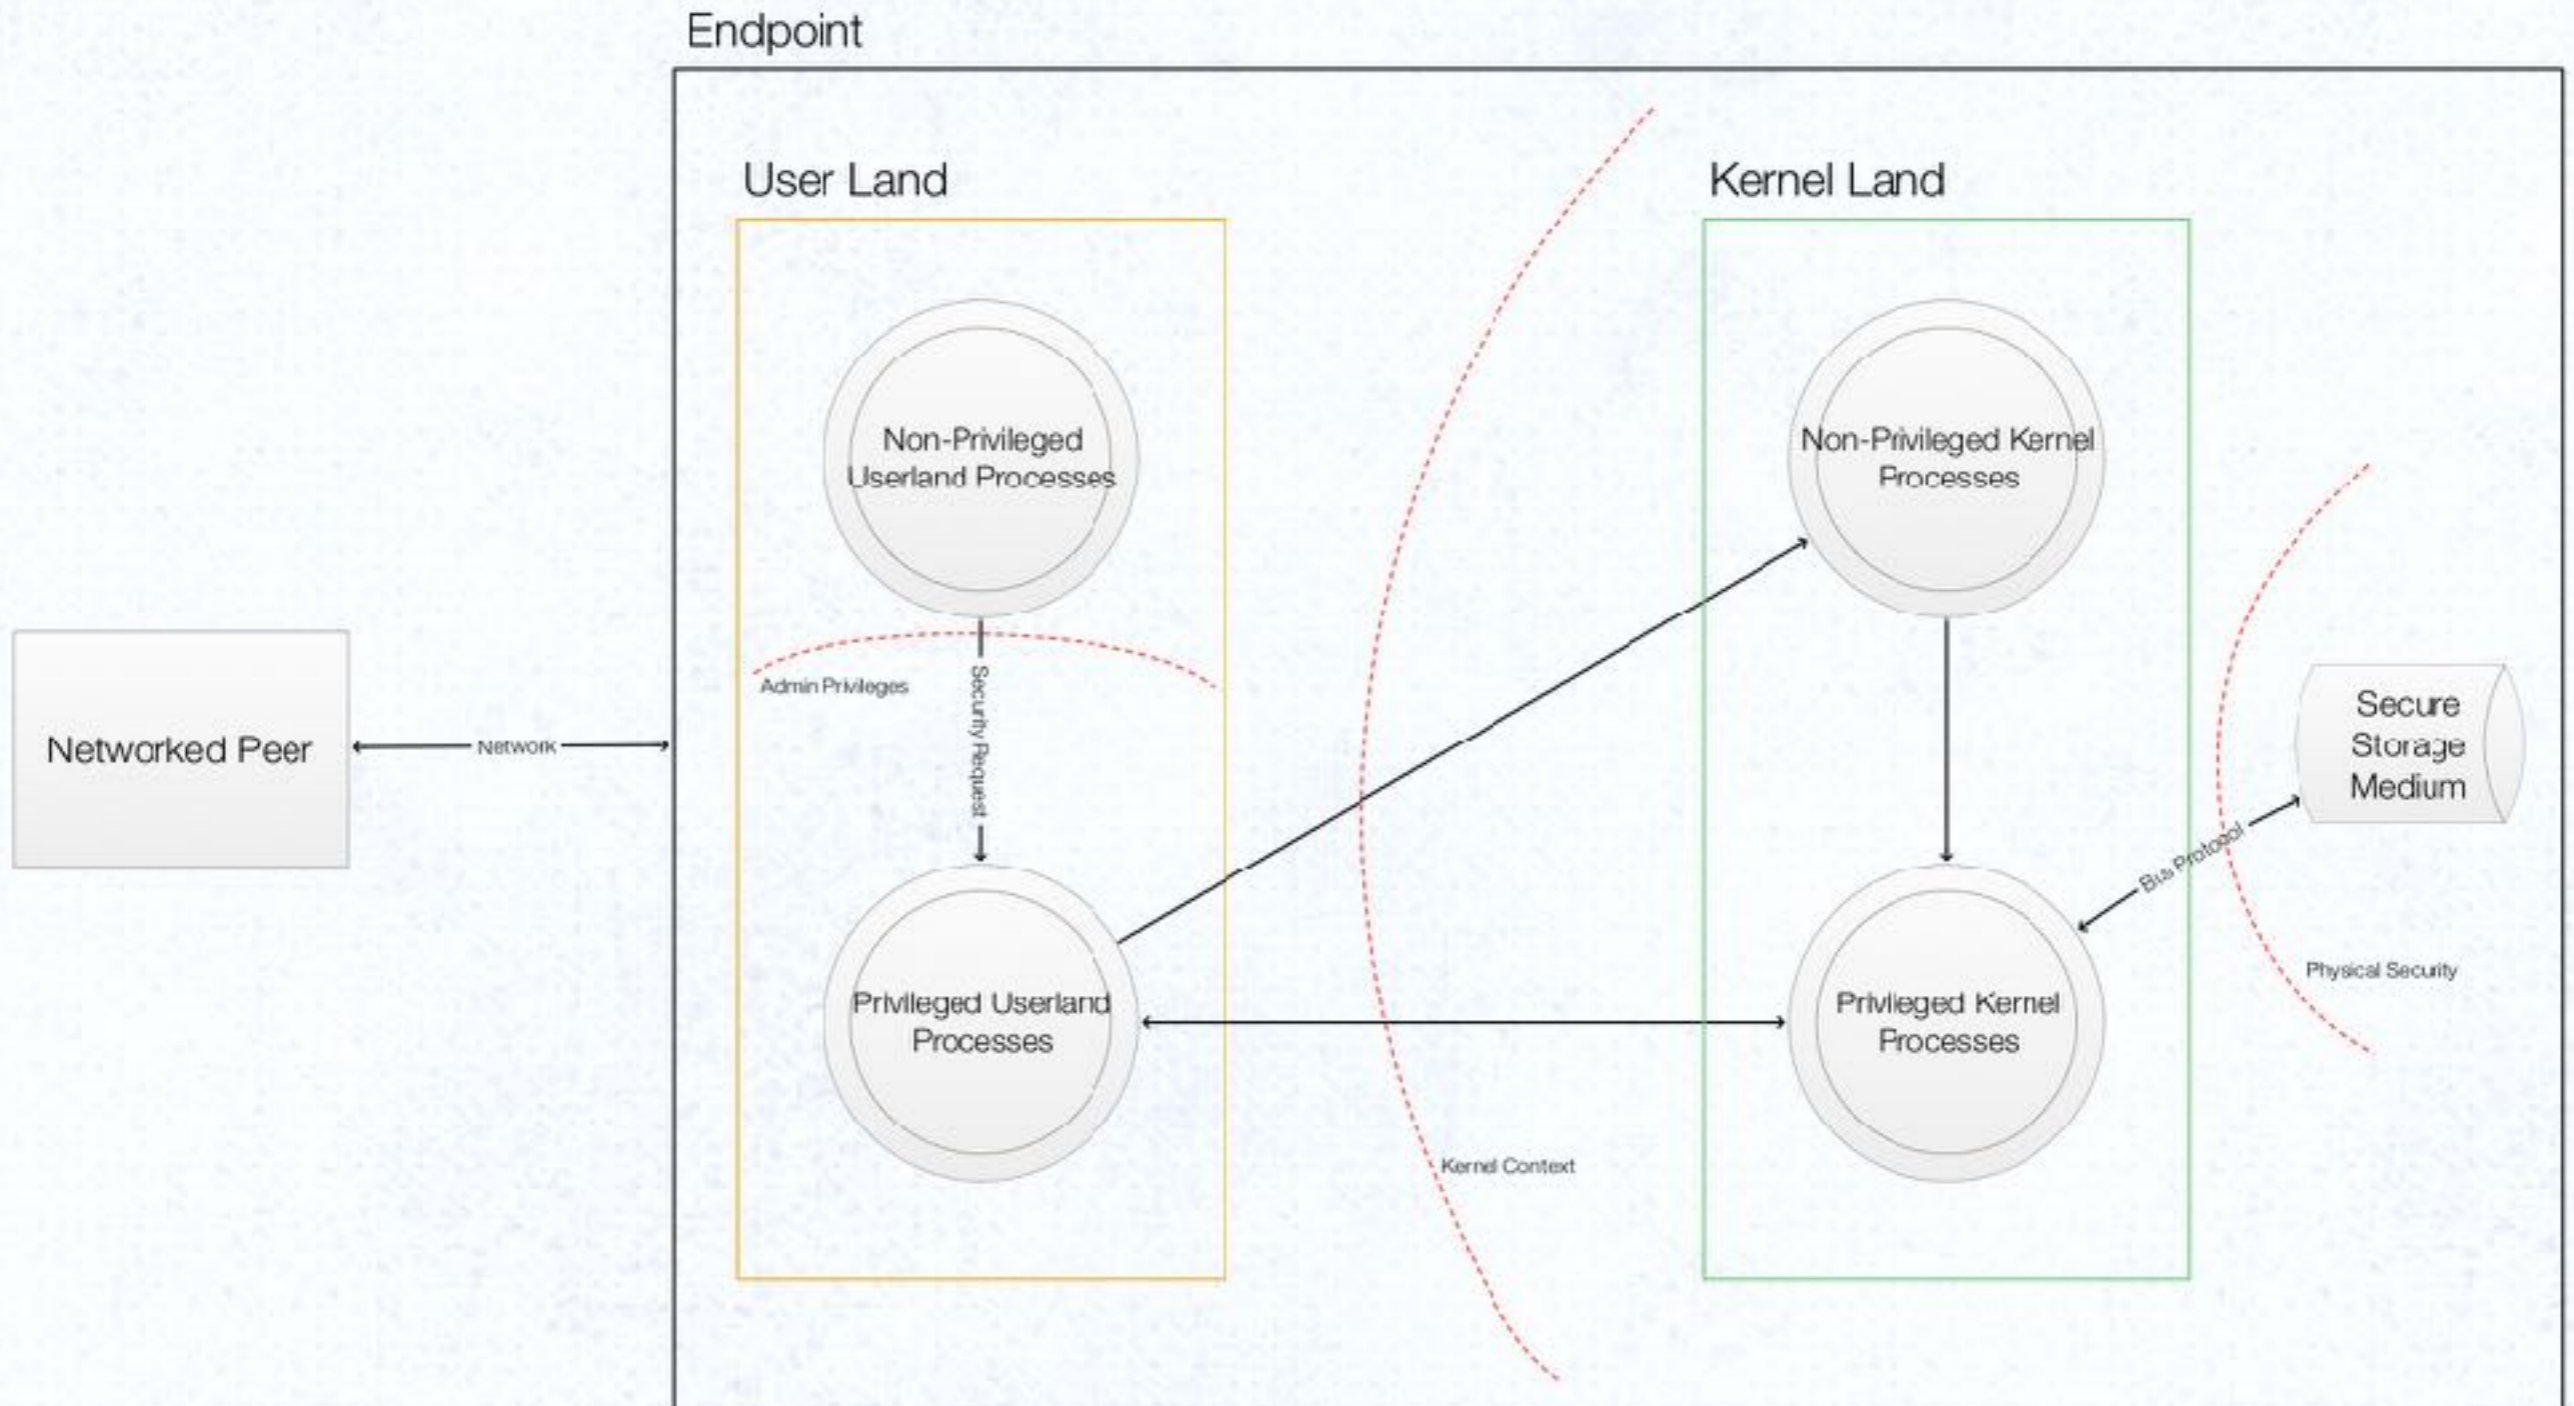 Endpoint
User Land
Kernel Land
Non-Privileged
Userland Processes
Non-Privileged Kernel
Processes
Admin Privileges
Security Request
Networked Peer
Network
Secure
Storage
Medium
Bus Protocol
Physical Security
Privileged Userland
Processes
Privileged Kernel
Processes
Kernel Context